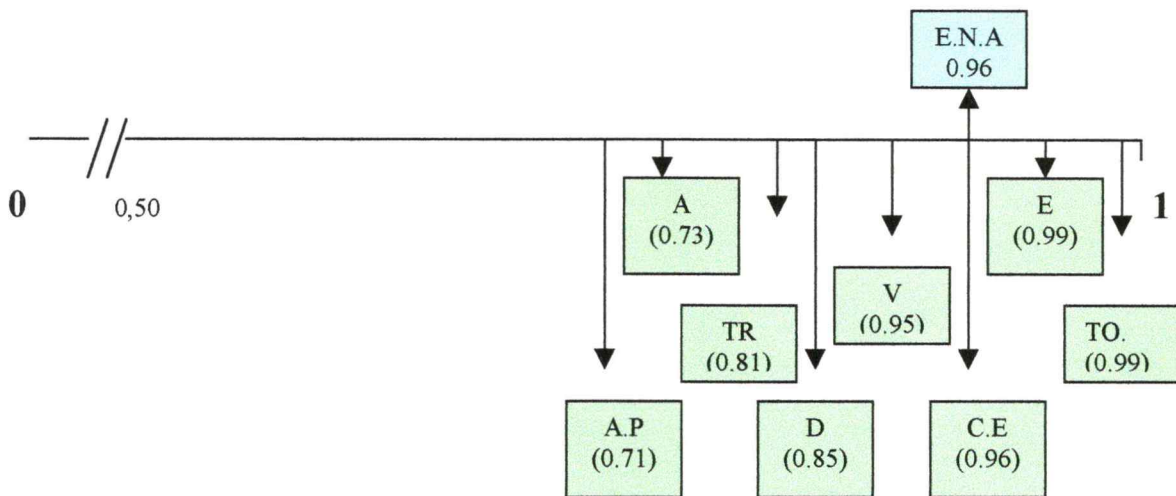 E.N.A
0.96
0
0,50
1
A
(0.73)
E
(0.99)
V
(0.95)
TR
(0.81)
TO.
(0.99)
A.P
(0.71)
D
(0.85)
C.E
(0.96)